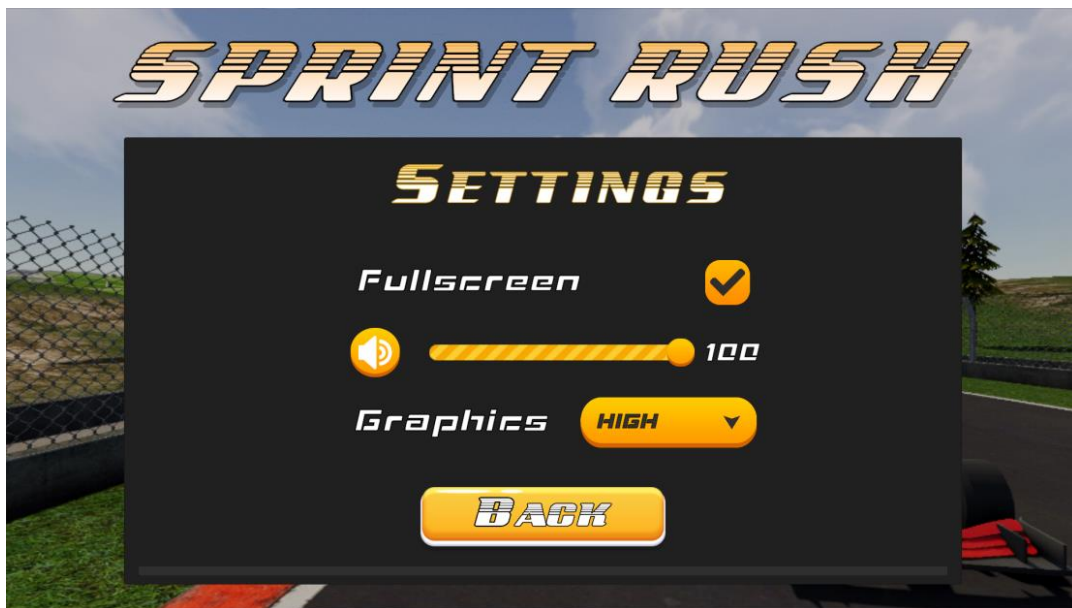 SPRINT RUSH
SETTINGS
Fullscreen
100
Graphics HIGH
BACK